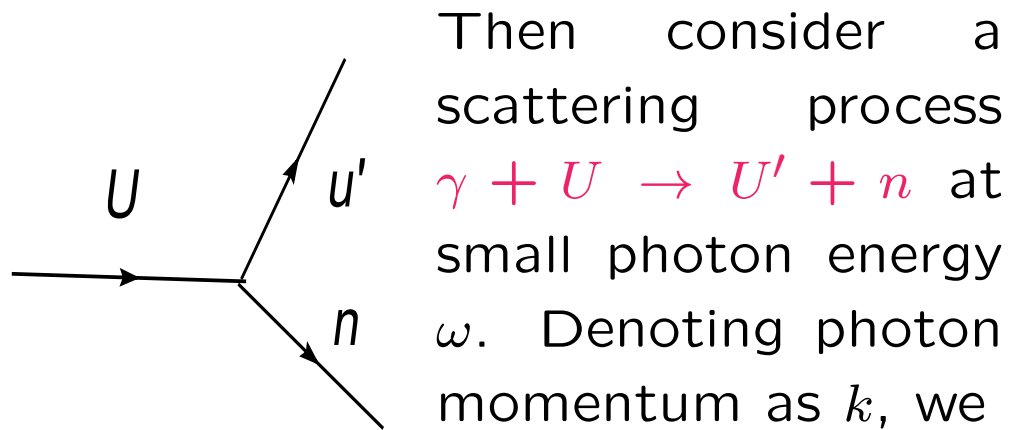 U
u'
n
Then consider a
scattering process
γ + U → U′ + n at
small photon energy
ω. Denoting photon
momentum as k, we